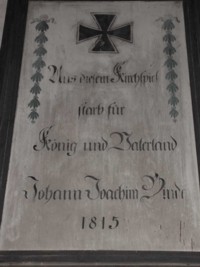 Aus diesem Kirchspiel
starb für
König und Vaterland
Johann Joachim
1815